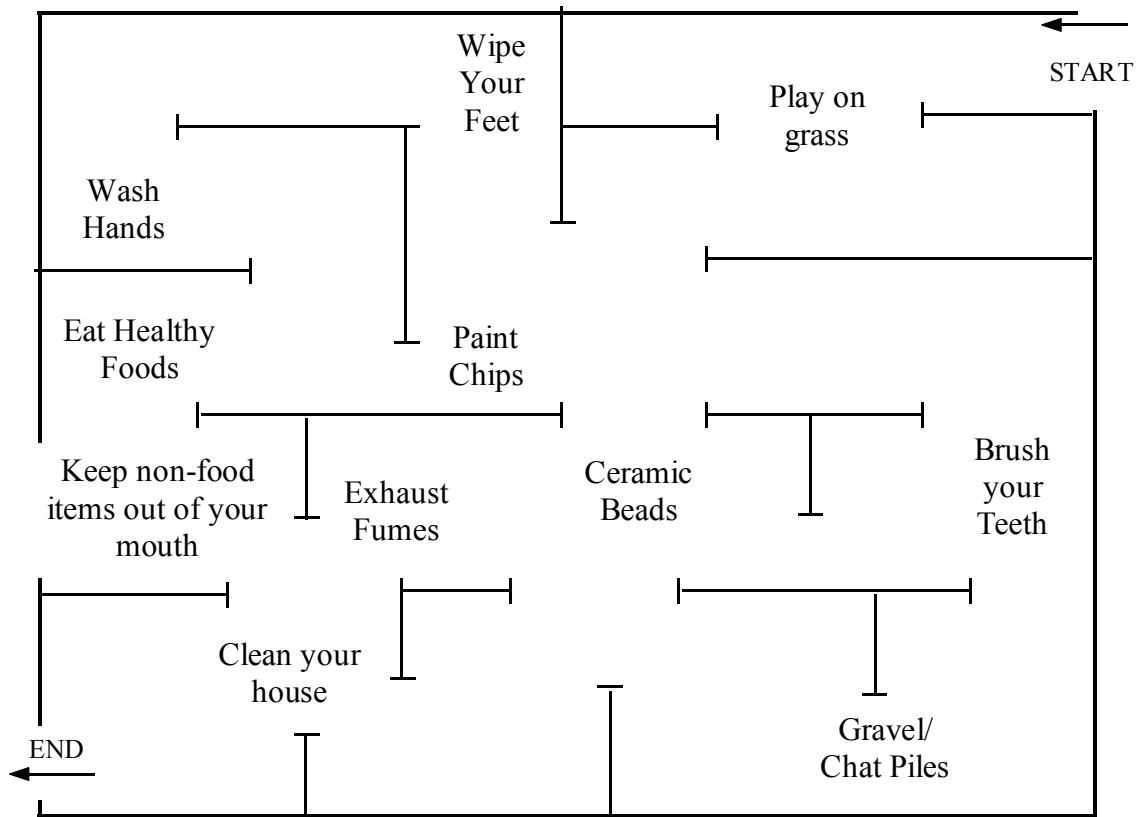 START
Wipe
Your
Feet
Play on
grass
Wash
Hands
Eat Healthy
Foods
Paint
Chips
Keep non-food
items out of your
mouth
Exhaust
Fumes
Ceramic
Beads
Brush
your
Teeth
Clean your
house
Gravel/
Chat Piles
END